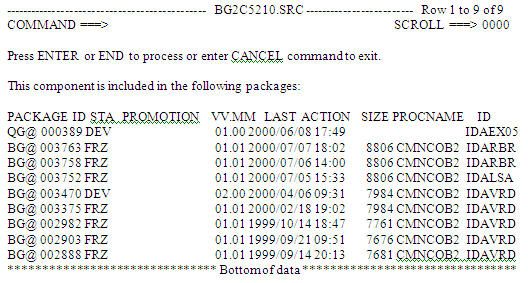 ------------------------------------------ BG2C5210.SRC ---------------------- Row 1 to 9 of 9
COMMAND ===> SCROLL ===> 0000
Press ENTER or END to process or enter CANCEL command to exit.
This component is included in the following packages:
PACKAGE ID STA PROMOTION VV.MM LAST ACTION SIZE PROCNAME ID
QG@ 000389 DEV 01.00 2000/06/08 17:49 IDAEX05
BG@ 003763 FRZ 01.01 2000/07/07 18:02 8806 CMNCOB2 IDARBR
BG@ 003758 FRZ 01.01 2000/07/06 14:00 8806 CMNCOB2 IDARBR
BG@ 003752 FRZ 01.01 2000/07/05 15:33 8806 CMNCOB2 IDALSA
BG@ 003470 DEV 02.00 2000/04/06 09:31 7984 CMNCOB2 IDAVRD
BG@ 003375 FRZ 01.01 2000/02/18 19:02 7984 CMNCOB2 IDAVRD
BG@ 002982 FRZ 01.01 1999/10/14 18:47 7761 CMNCOB2 IDAVRD
BG@ 002903 FRZ 01.01 1999/09/21 09:51 7676 CMNCOB2 IDAVRD
BG@ 002888 FRZ 01.01 1999/09/14 20:13 7681 CMNCOB2 IDAVRD
******************************** Bottom of data *********************************